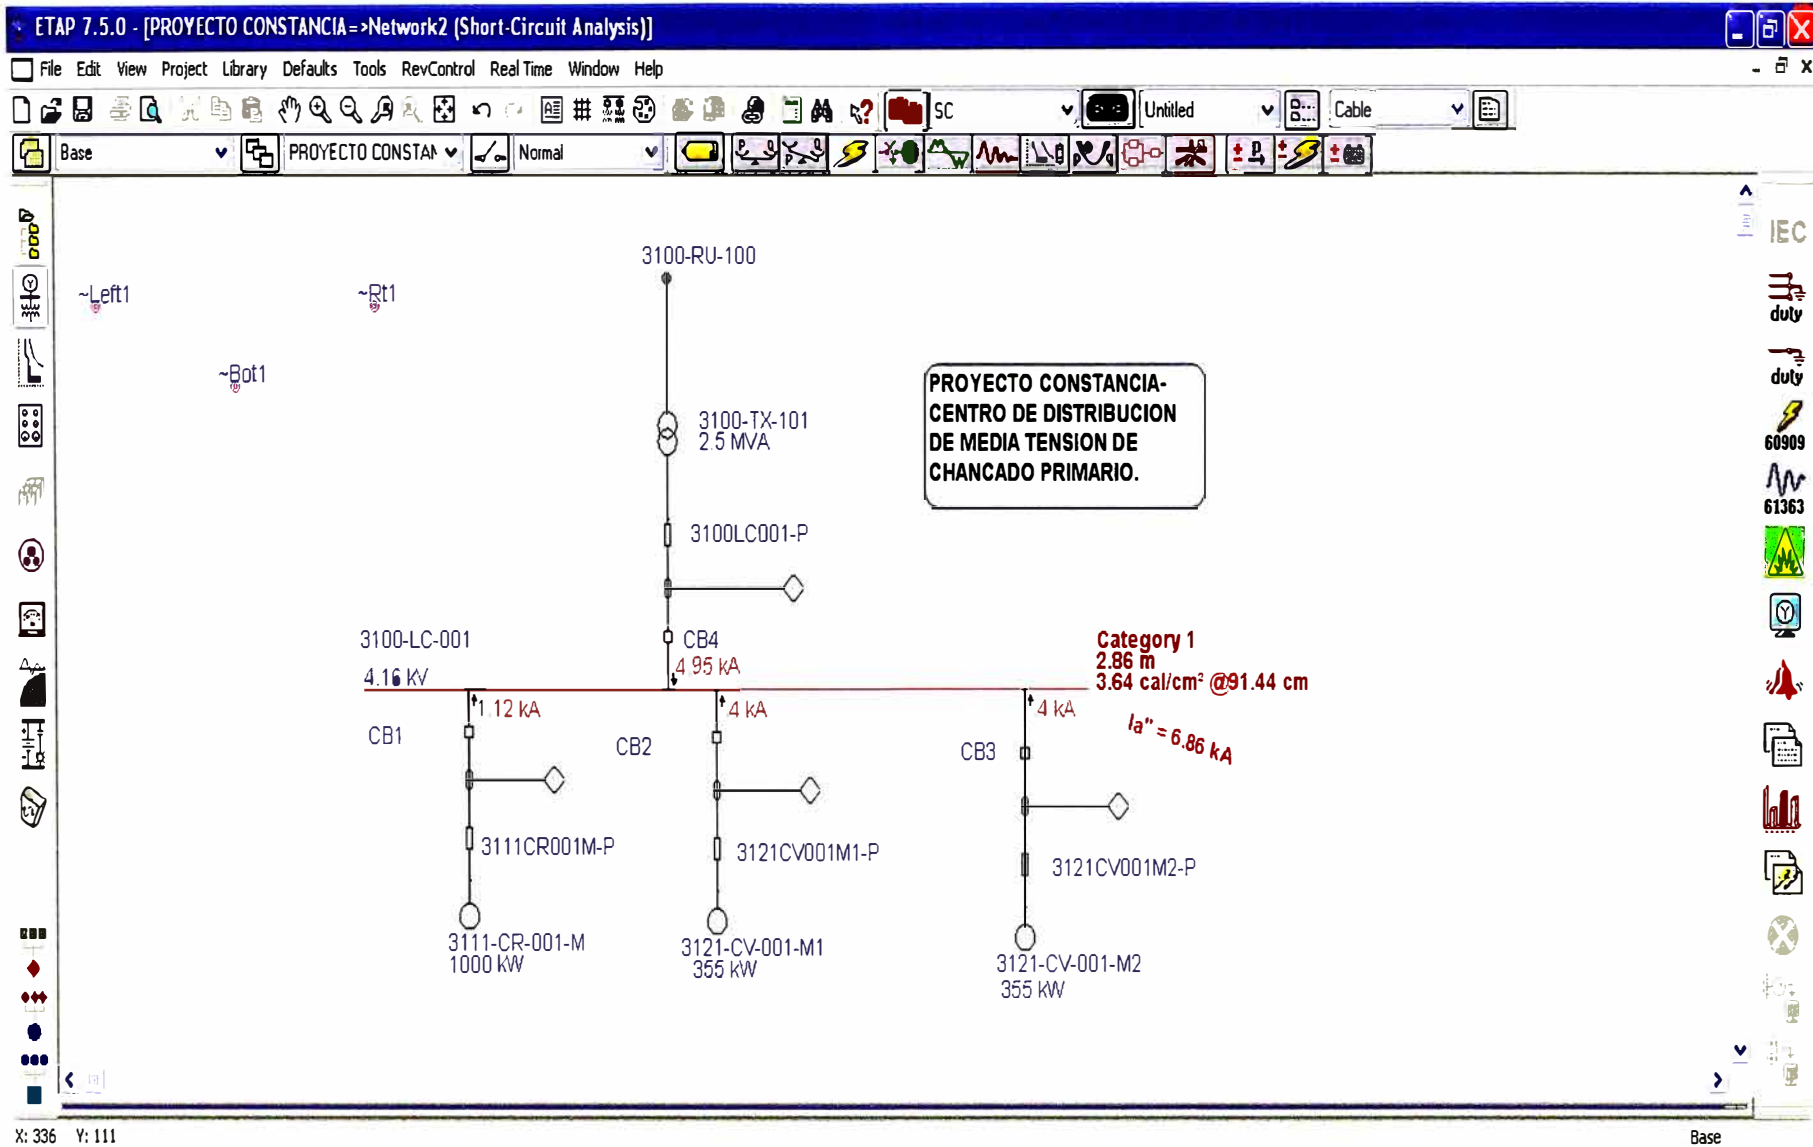 ETAP 7.5.0 - [PROYECTO CONSTANCIA=>Network2 (Short-Circuit Analysis)]
File Edit View Project Library Defaults Tools RevControl Real Time Window Help
SC
Untitled
Cable
Base
PROYECTO CONSTAN
Normal
IEC
duty
duty
60909
61363
~Left1
~Rt1
~Bot1
3100-RU-100
3100-TX-101
2.5 MVA
PROYECTO CONSTANCIA-
CENTRO DE DISTRIBUCION
DE MEDIA TENSION DE
CHANCADO PRIMARIO.
3100LC001-P
3100-LC-001
4.16 KV
CB4
4.95 kA
Category 1
2.86 m
3.64 cal/cm² @91.44 cm
Ia" = 6.86 kA
1.12 kA
4 kA
4 kA
CB1
CB2
CB3
3111CR001M-P
3121CV001M1-P
3121CV001M2-P
3111-CR-001-M
1000 kW
3121-CV-001-M1
355 kW
3121-CV-001-M2
355 KW
X: 336 Y: 111
Base